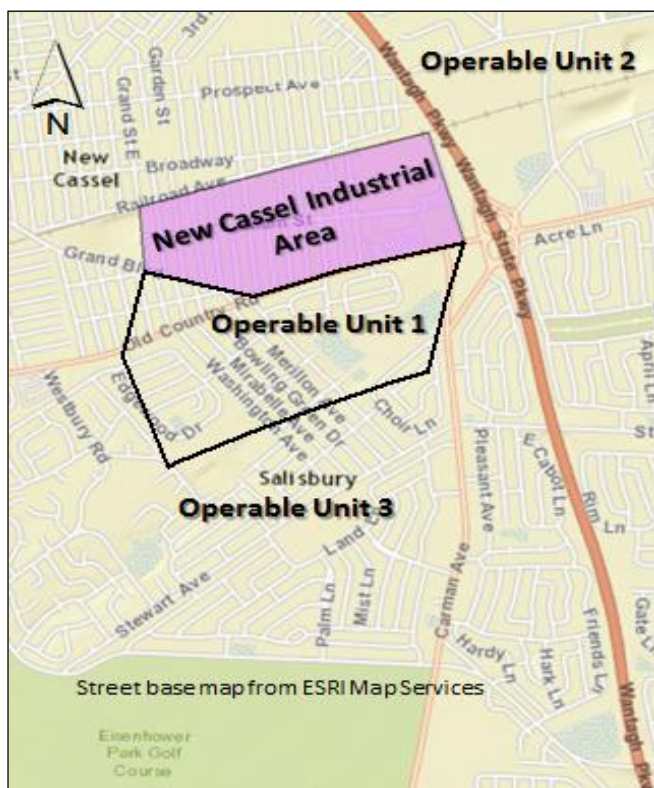 3rd
Wantagh Pkwy
Wantagh State Pkwy
Operable Unit 2
Garden St
Grand St E
Prospect Ave
N
New
Cassel
Broadway
Railroad Ave
New Cassel Industrial
Area
St
Acre Ln
Grand Bl
Old Country Rd
Operable Unit 1
Merillon Ave
Bowling Green Dr
Mirabelle Ave
Washington Ave
April Ln
Westbury Rd
Edgewood Dr
Choir Ln
St
Pleasant Ave
E Cabot Ln
Rim Ln
Salisbury
Operable Unit 3
Land
Stewart Ave
Palm Ln
Mist Ln
Carman Ave
Hardy Ln
Hark Ln
Friends Ln
Gate L
Wantagh Pk
Street base map from ESRI Map Services
Eisenhower
Park Golf
Course